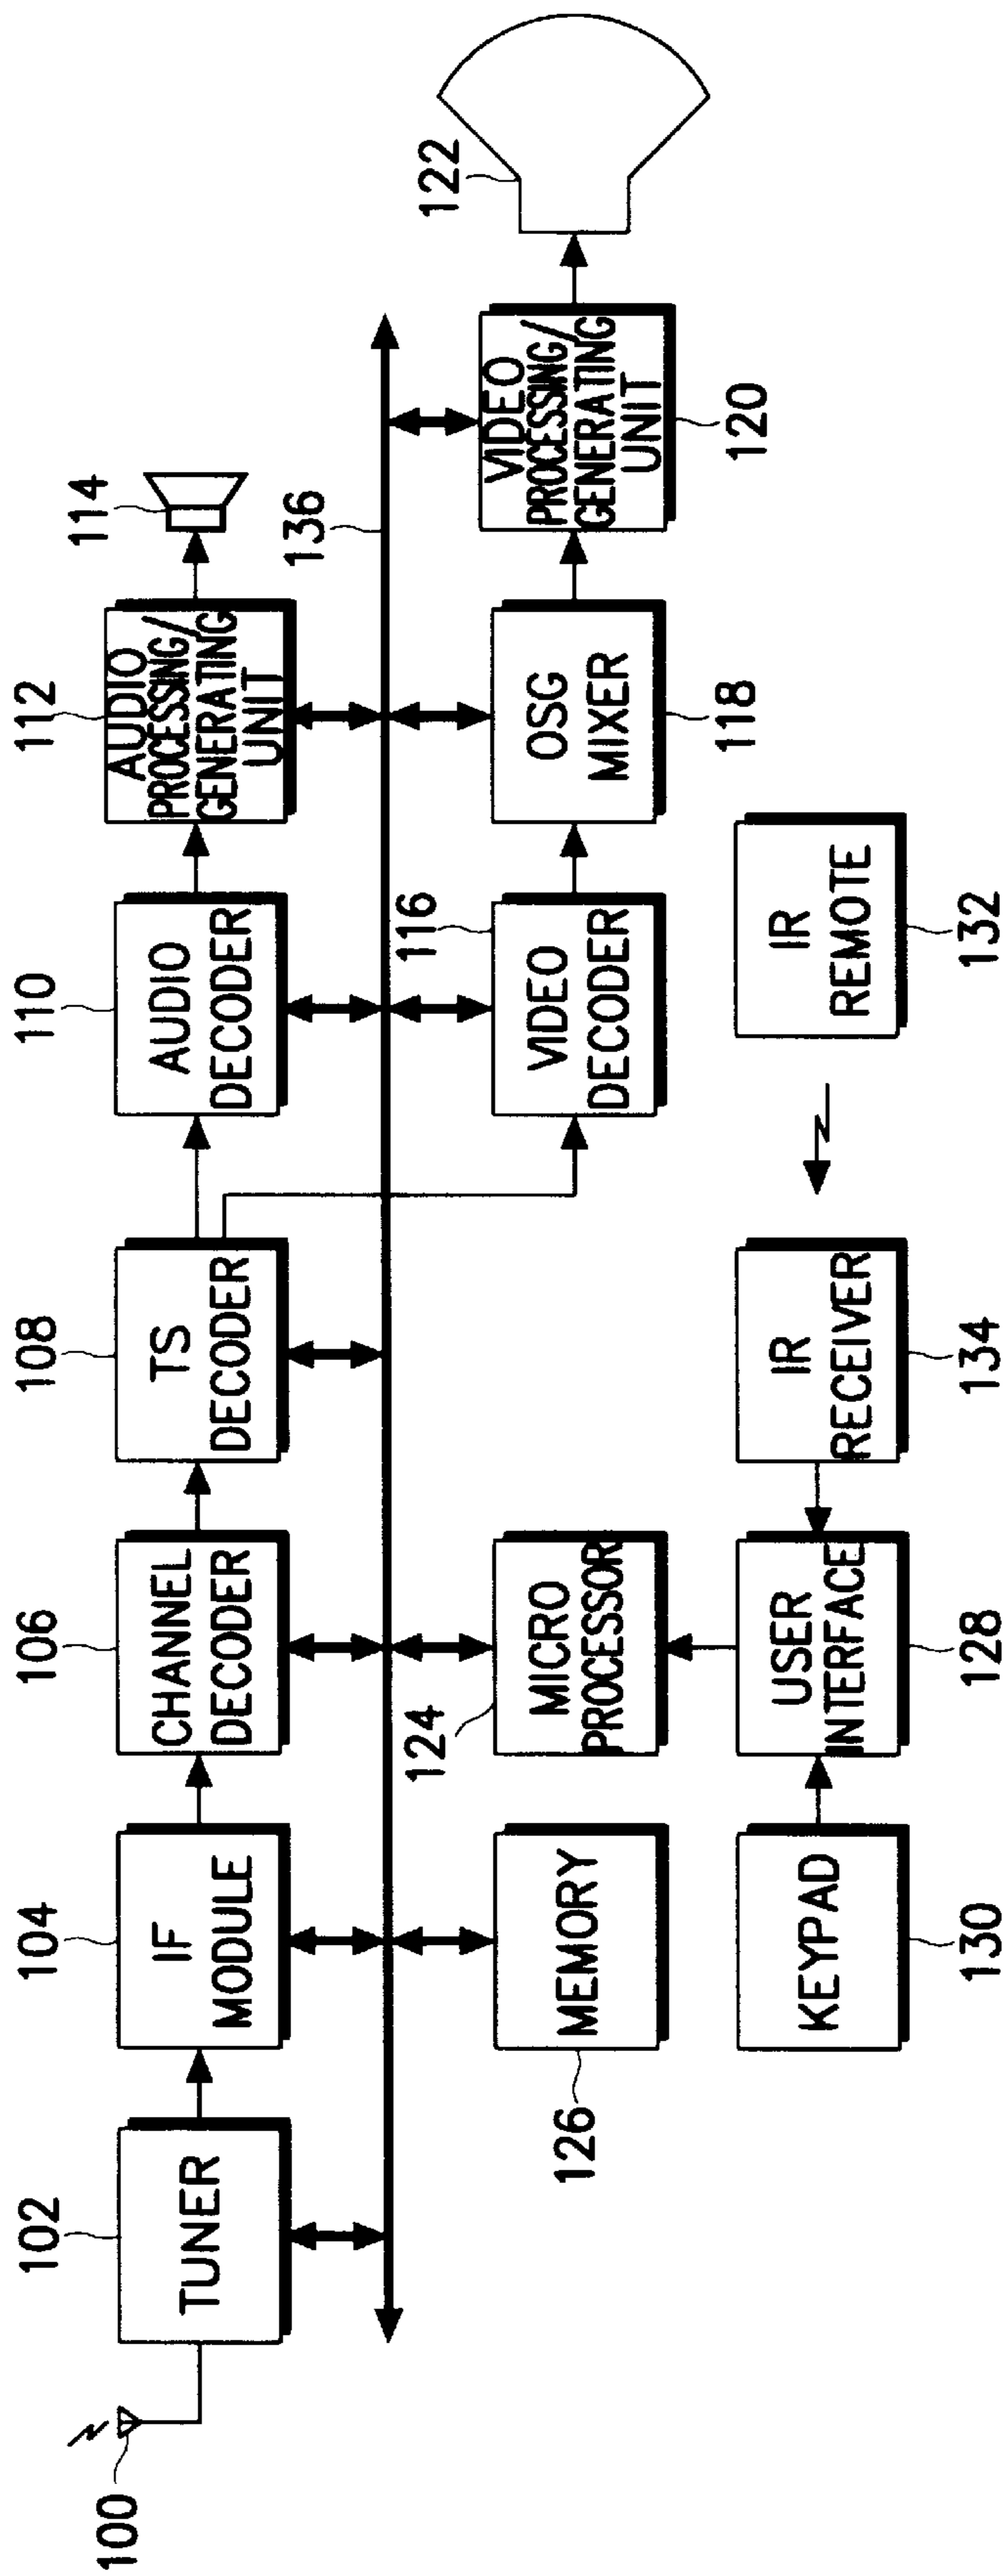 100
102
TUNER
104
IF
MODULE
106
CHANNEL
DECODER
108
TS
DECODER
110
AUDIO
DECODER
112
AUDIO
PROCESSING/
GENERATING
UNIT
114
136
126
MEMORY
124
MICRO
PROCESSOR
116
VIDEO
DECODER
OSG
MIXER
118
VIDEO
PROCESSING/
GENERATING
UNIT
120
122
KEYPAD
130
USER
INTERFACE
128
IR
RECEIVER
134
IR
REMOTE
132